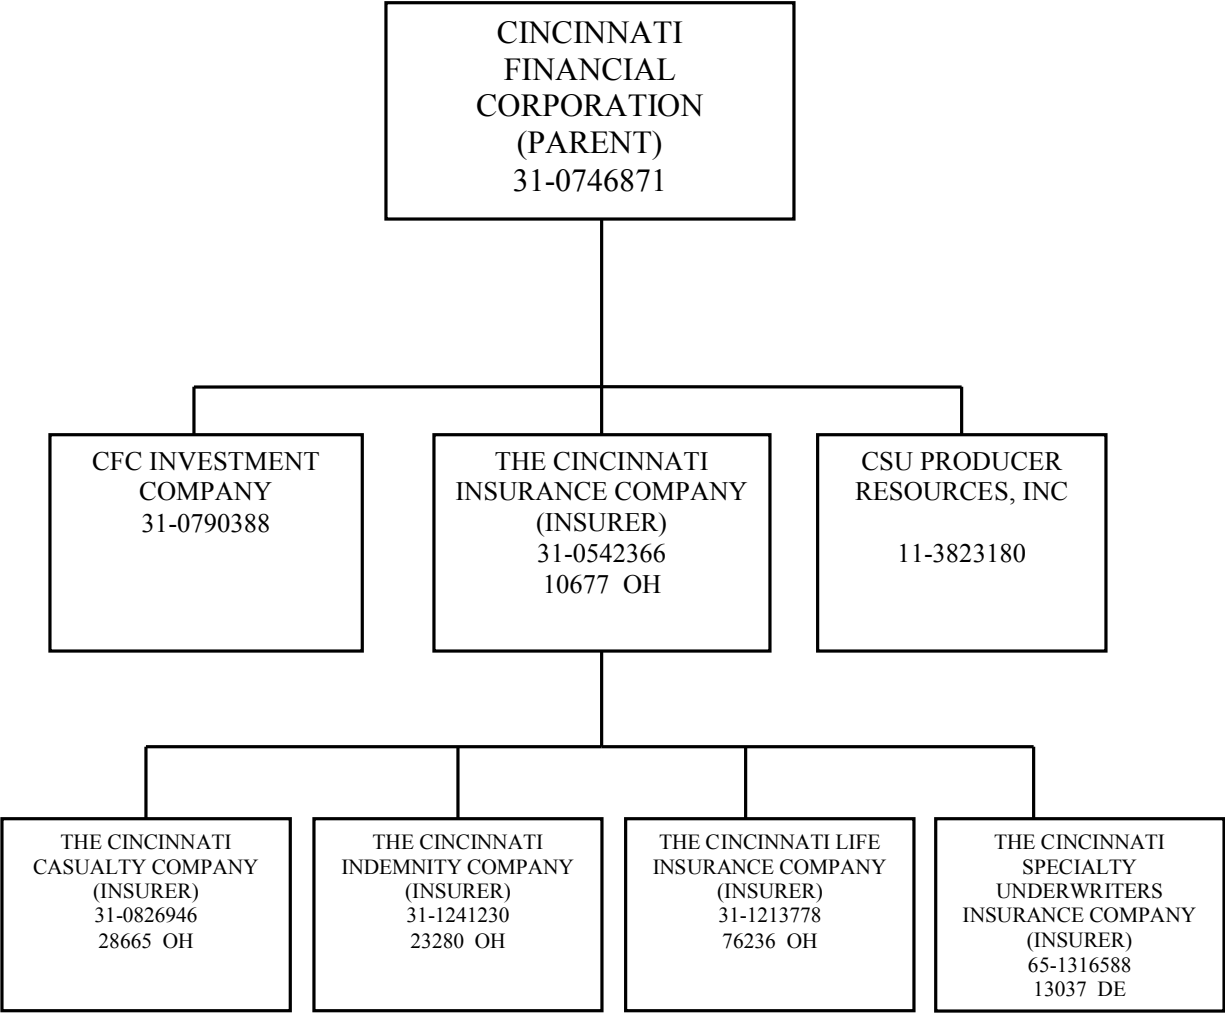 CINCINNATI
FINANCIAL
CORPORATION
(PARENT)
31-0746871
CFC INVESTMENT
COMPANY
31-0790388
THE CINCINNATI
INSURANCE COMPANY
(INSURER)
31-0542366
10677 OH
CSU PRODUCER
RESOURCES, INC
11-3823180
THE CINCINNATI
CASUALTY COMPANY
(INSURER)
31-0826946
28665 OH
THE CINCINNATI
INDEMNITY COMPANY
(INSURER)
31-1241230
23280 OH
THE CINCINNATI LIFE
INSURANCE COMPANY
(INSURER)
31-1213778
76236 OH
THE CINCINNATI
SPECIALTY
UNDERWRITERS
INSURANCE COMPANY
(INSURER)
65-1316588
13037 DE